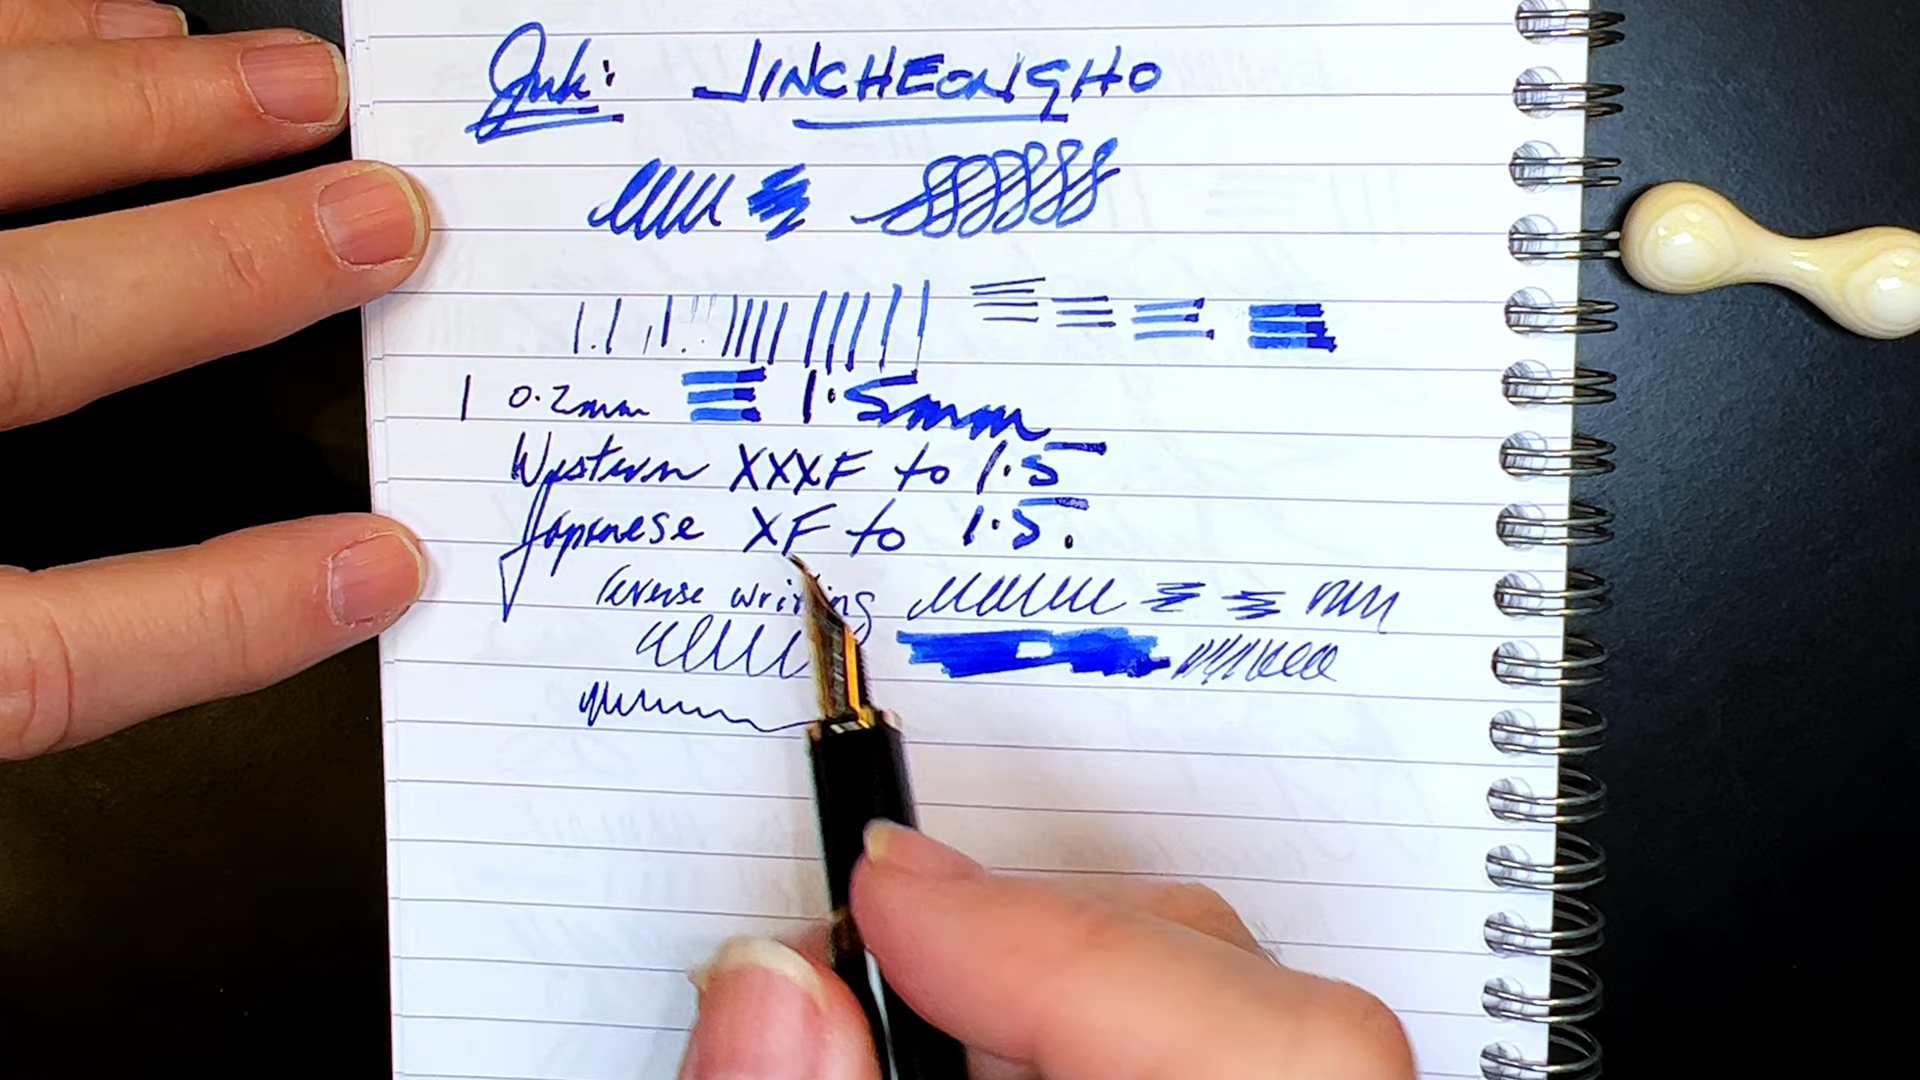 Ink: JINCHEONGHO
0.2mm 1.5mm
Western XXXF to 1.5
Japanese XF to 1.5.
reverse writing